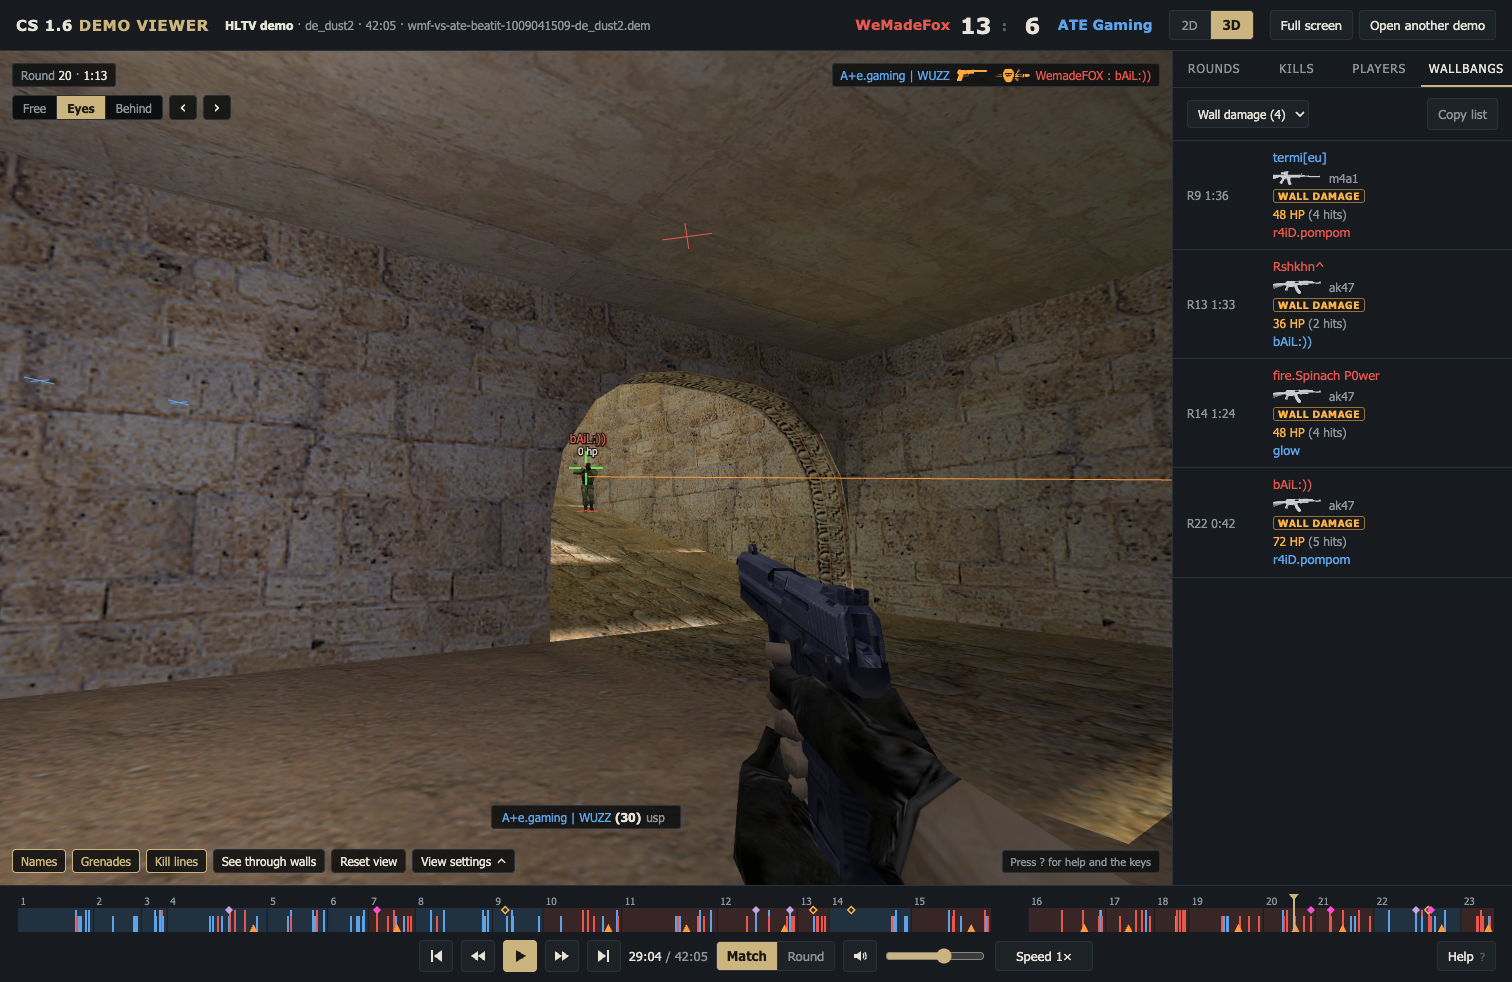 CS 1.6 DEMO VIEWER
HLTV demo · de_dust2 · 42:05 · wmf-vs-ate-beatit-1009041509-de_dust2.dem
WeMadeFox 13 : 6 ATE Gaming
2D 3D
Full screen
Open another demo
Round 20 · 1:13
Free Eyes Behind < >
A+e.gaming | WUZZ WemadeFOX : bAiL:))
bAiL:))
0 hp
A+e.gaming | WUZZ (30) usp
Names Grenades Kill lines See through walls Reset view View settings
Press ? for help and the keys
ROUNDS KILLS PLAYERS WALLBANGS
Wall damage (4)
Copy list
termi[eu]
m4a1
R9 1:36
WALL DAMAGE
48 HP (4 hits)
r4iD.pompom
Rshkhn^
ak47
R13 1:33
WALL DAMAGE
36 HP (2 hits)
bAiL:))
fire.Spinach P0wer
ak47
R14 1:24
WALL DAMAGE
48 HP (4 hits)
glow
bAiL:))
ak47
R22 0:42
WALL DAMAGE
72 HP (5 hits)
r4iD.pompom
1 2 3 4 5 6 7 8 9 10 11 12 13 14 15 16 17 18 19 20 21 22 23
29:04 / 42:05
Match Round
Speed 1×
Help ?